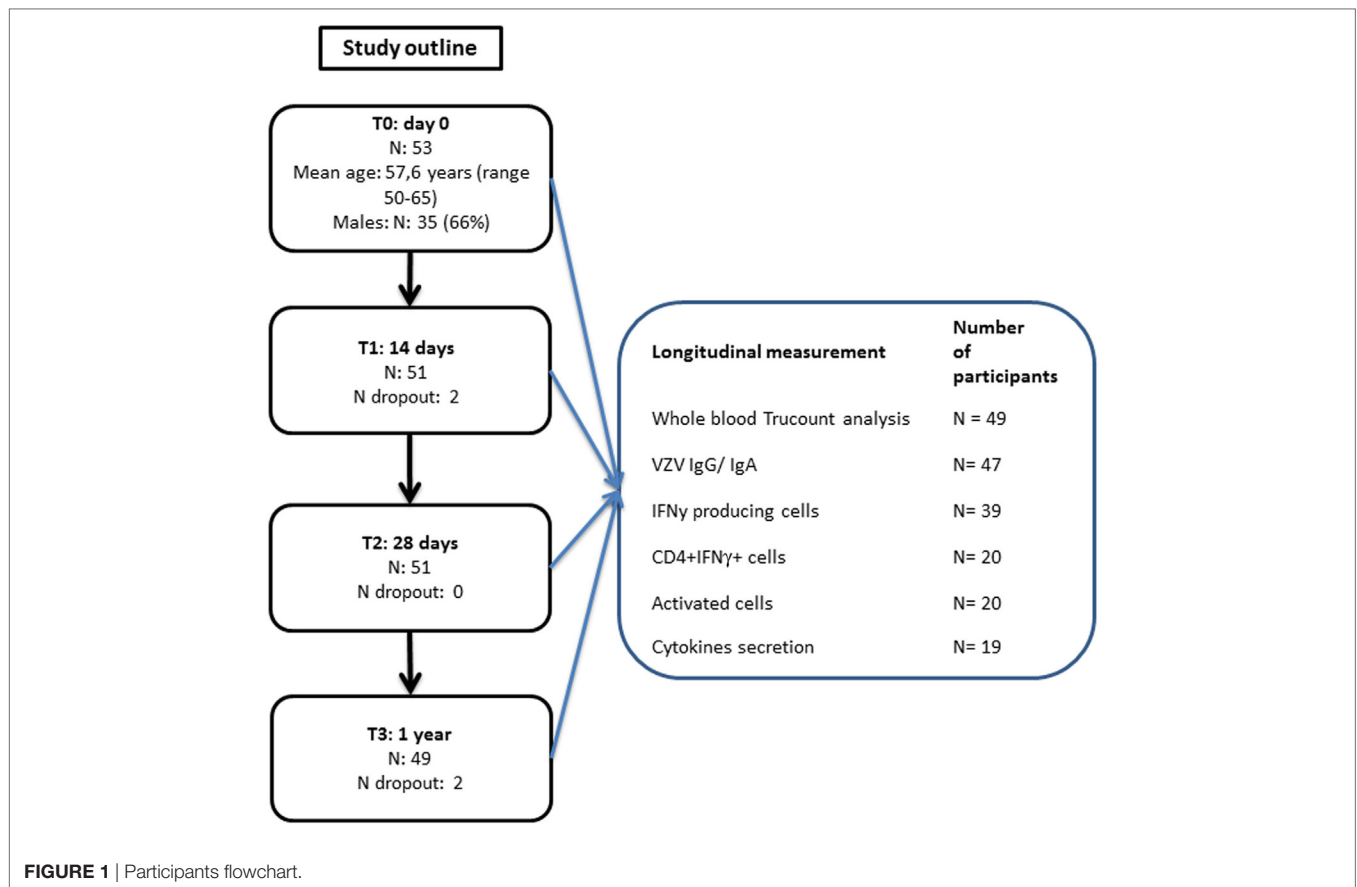 Study outline
T0: day 0
N: 53
Mean age: 57,6 years (range
50-65)
Males: N: 35 (66%)
T1: 14 days
N: 51
N dropout: 2
T2: 28 days
N: 51
N dropout: 0
T3: 1 year
N: 49
N dropout: 2
Longitudinal measurement
Number
of
participants
Whole blood Trucount analysis N = 49
VZV IgG/ IgA N= 47
IFNy producing cells N= 39
CD4+IFNγ+ cells N= 20
Activated cells N= 20
Cytokines secretion N= 19
FIGURE 1 | Participants flowchart.